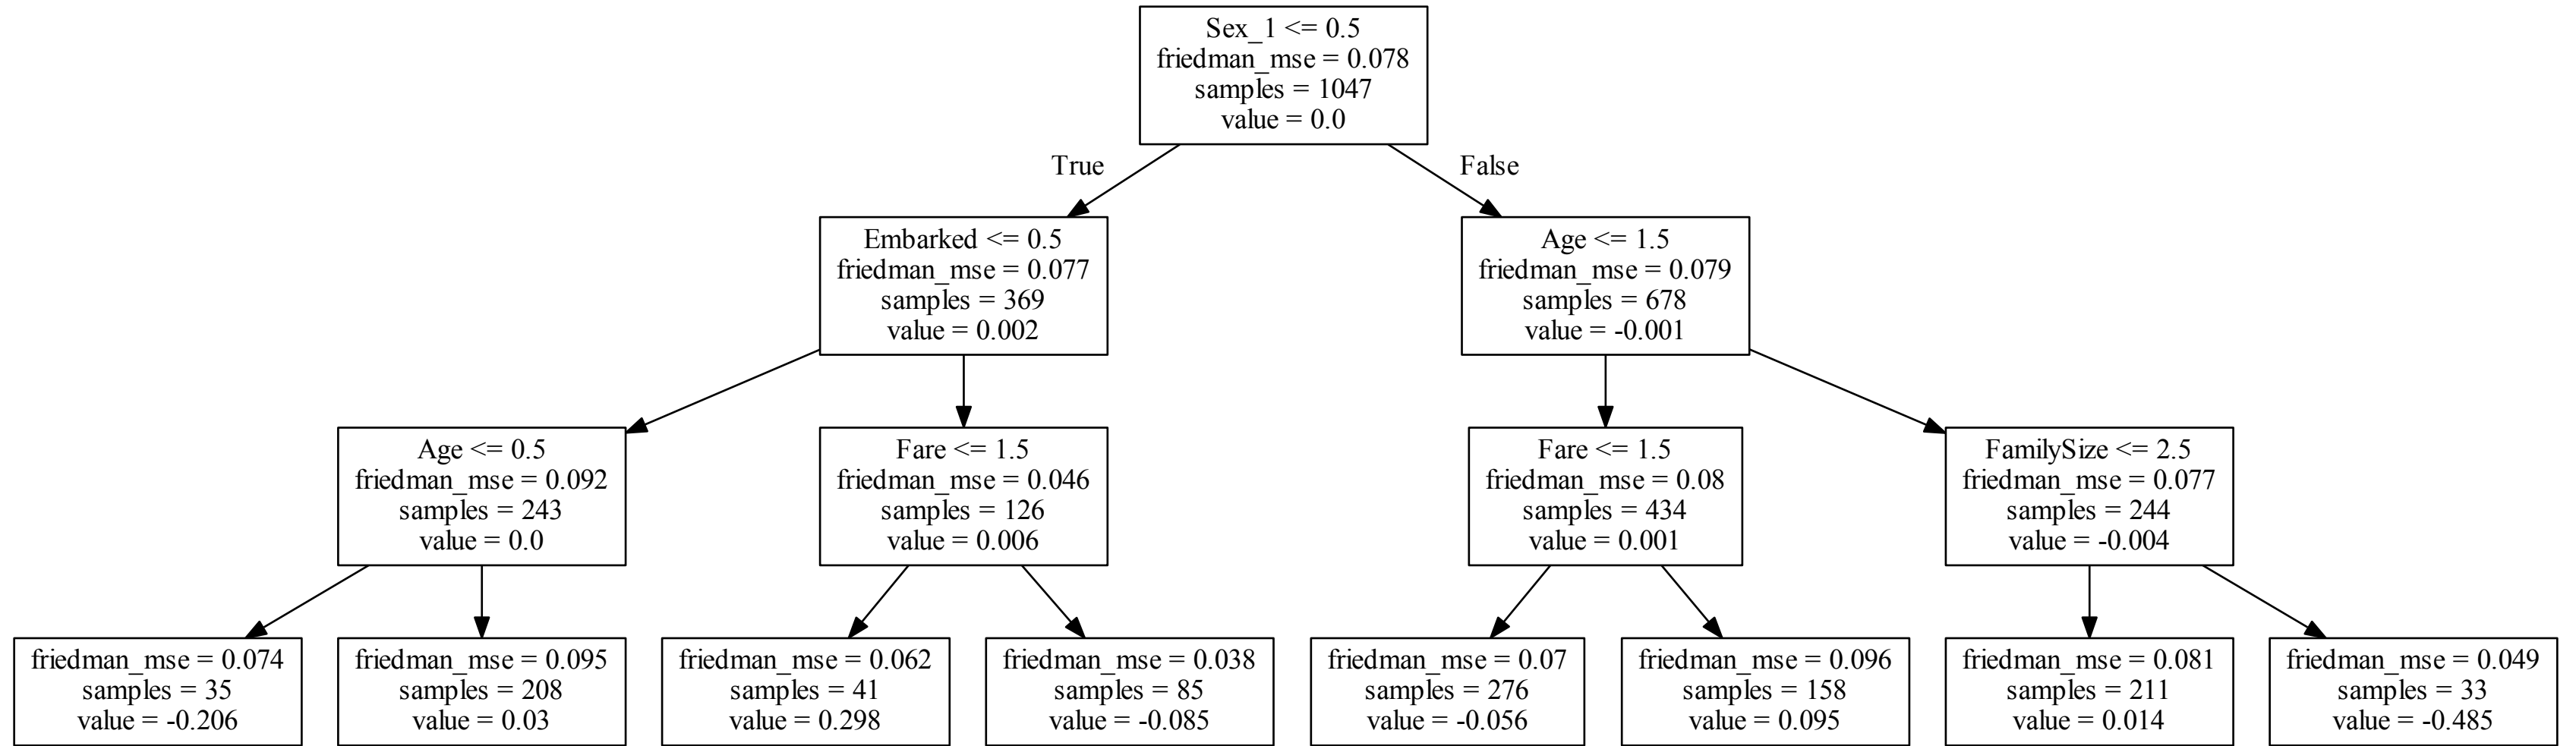 Sex_1 <= 0.5
friedman_mse = 0.078
samples = 1047
value = 0.0
True
False
Embarked <= 0.5
friedman_mse = 0.077
samples = 369
value = 0.002
Age <= 1.5
friedman_mse = 0.079
samples = 678
value = -0.001
Age <= 0.5
friedman_mse = 0.092
samples = 243
value = 0.0
Fare <= 1.5
friedman_mse = 0.046
samples = 126
value = 0.006
Fare <= 1.5
friedman_mse = 0.08
samples = 434
value = 0.001
FamilySize <= 2.5
friedman_mse = 0.077
samples = 244
value = -0.004
friedman_mse = 0.074
samples = 35
value = -0.206
friedman_mse = 0.095
samples = 208
value = 0.03
friedman_mse = 0.062
samples = 41
value = 0.298
friedman_mse = 0.038
samples = 85
value = -0.085
friedman_mse = 0.07
samples = 276
value = -0.056
friedman_mse = 0.096
samples = 158
value = 0.095
friedman_mse = 0.081
samples = 211
value = 0.014
friedman_mse = 0.049
samples = 33
value = -0.485